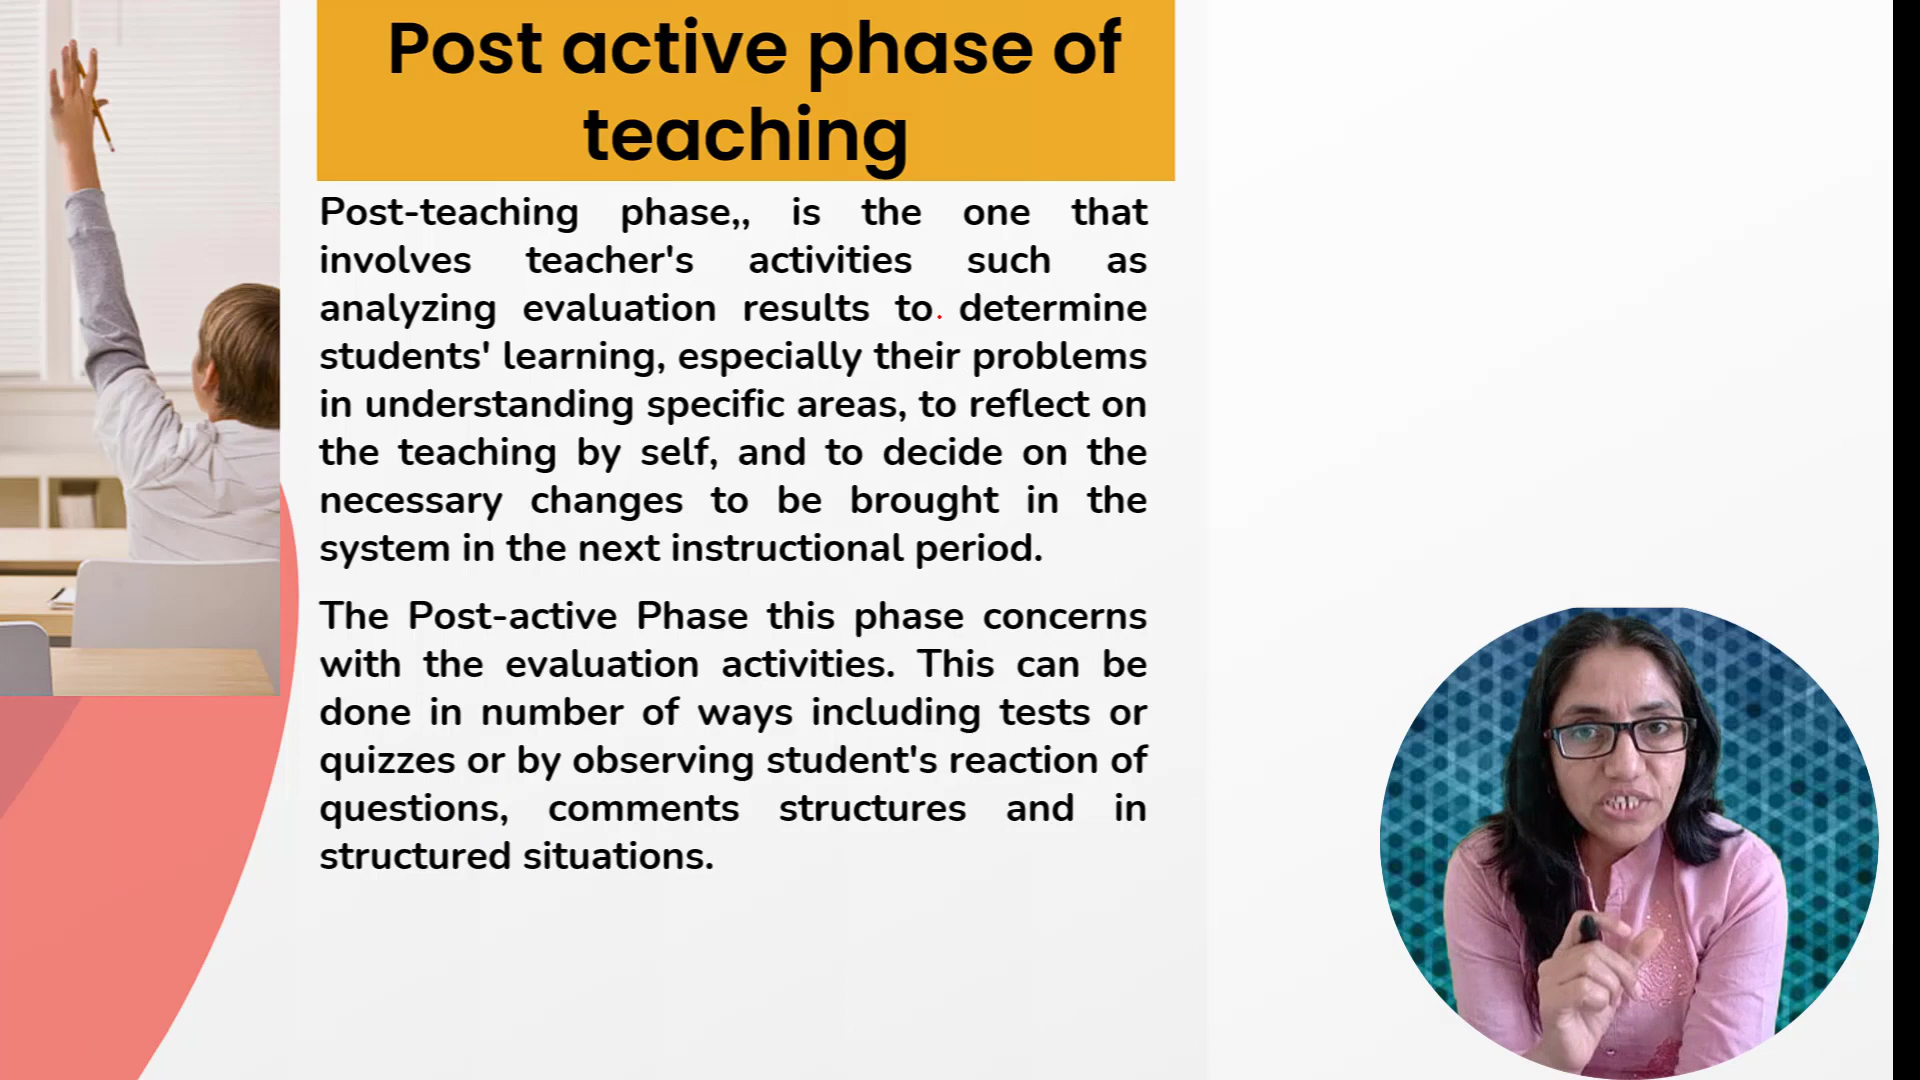 Post active phase of
teaching
Post-teaching phase,, is the one that
involves teacher's activities such as
analyzing evaluation results to determine
students' learning, especially their problems
in understanding specific areas, to reflect on
the teaching by self, and to decide on the
necessary changes to be brought in the
system in the next instructional period.
The Post-active Phase this phase concerns
with the evaluation activities. This can be
done in number of ways including tests or
quizzes or by observing student's reaction of
questions, comments structures and in
structured situations.